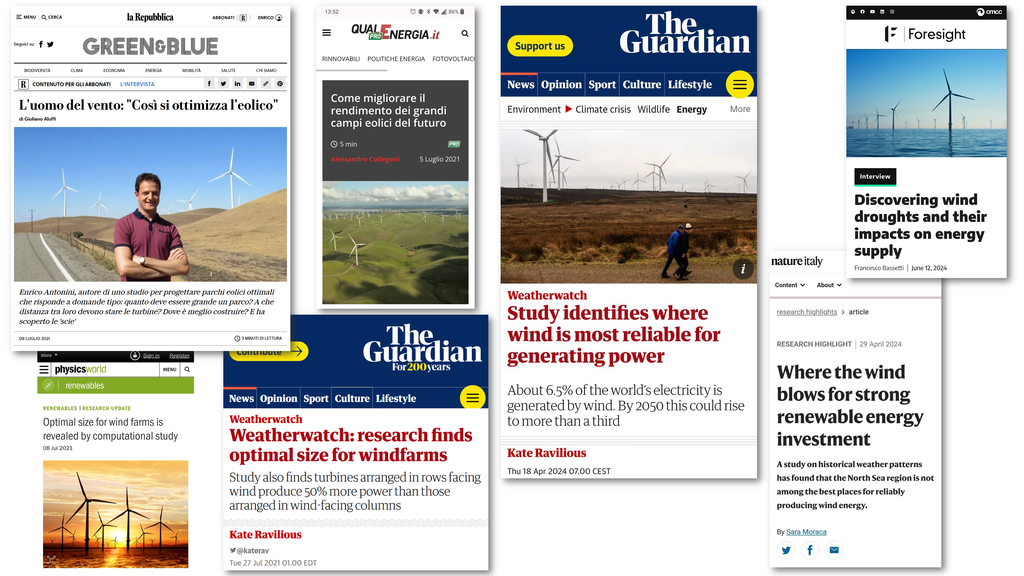 MENU
CERCA
la Repubblica
ABBONATI
R
ENRICO
Seguici su:
GREEN&BLUE
BIODIVERSITÀ
CLIMA
ECONOMIA
ENERGIA
MOBILITÀ
SALUTE
CHI SIAMO
R
CONTENUTO PER GLI ABBONATI
L'INTERVISTA
L'uomo del vento: "Così si ottimizza l'eolico"
di Giuliano Aluffi
Enrico Antonini, autore di uno studio per progettare parchi eolici ottimali
che risponde a domande tipo: quanto deve essere grande un parco? A che
distanza tra loro devono stare le turbine? Dove è meglio costruire? E ha
scoperto le 'scie'
09 LUGLIO 2021
3 MINUTI DI LETTURA
13:52
86%
QUALENERGIA.it
PRO
RINNOVABILI
POLITICHE ENERGIA
FOTOVOLTAIC
Come migliorare il
rendimento dei grandi
campi eolici del futuro
5 min
PRO
Alessandro Codegoni
5 Luglio 2021
Support us
The
Guardian
News
Opinion
Sport
Culture
Lifestyle
Environment
Climate crisis
Wildlife
Energy
More
i
Weatherwatch
Study identifies where
wind is most reliable for
generating power
About 6.5% of the world's electricity is
generated by wind. By 2050 this could rise
to more than a third
Kate Ravilious
Thu 18 Apr 2024 07.00 CEST
cmcc
Foresight
Interview
Discovering wind
droughts and their
impacts on energy
supply
Francesco Bassetti | June 12, 2024
nature italy
Content
About
research highlights > article
RESEARCH HIGHLIGHT | 29 April 2024
Where the wind
blows for strong
renewable energy
investment
A study on historical weather patterns
has found that the North Sea region is not
among the best places for reliably
producing wind energy.
By Sara Moraca
More
Sign in
Register
physicsworld
MENU
renewables
RENEWABLES | RESEARCH UPDATE
Optimal size for wind farms is
revealed by computational study
08 Jul 2021
Contribute
The
Guardian
For 200 years
News
Opinion
Sport
Culture
Lifestyle
Weatherwatch
Weatherwatch: research finds
optimal size for windfarms
Study also finds turbines arranged in rows facing
wind produce 50% more power than those
arranged in wind-facing columns
Kate Ravilious
@katerav
Tue 27 Jul 2021 01.00 EDT